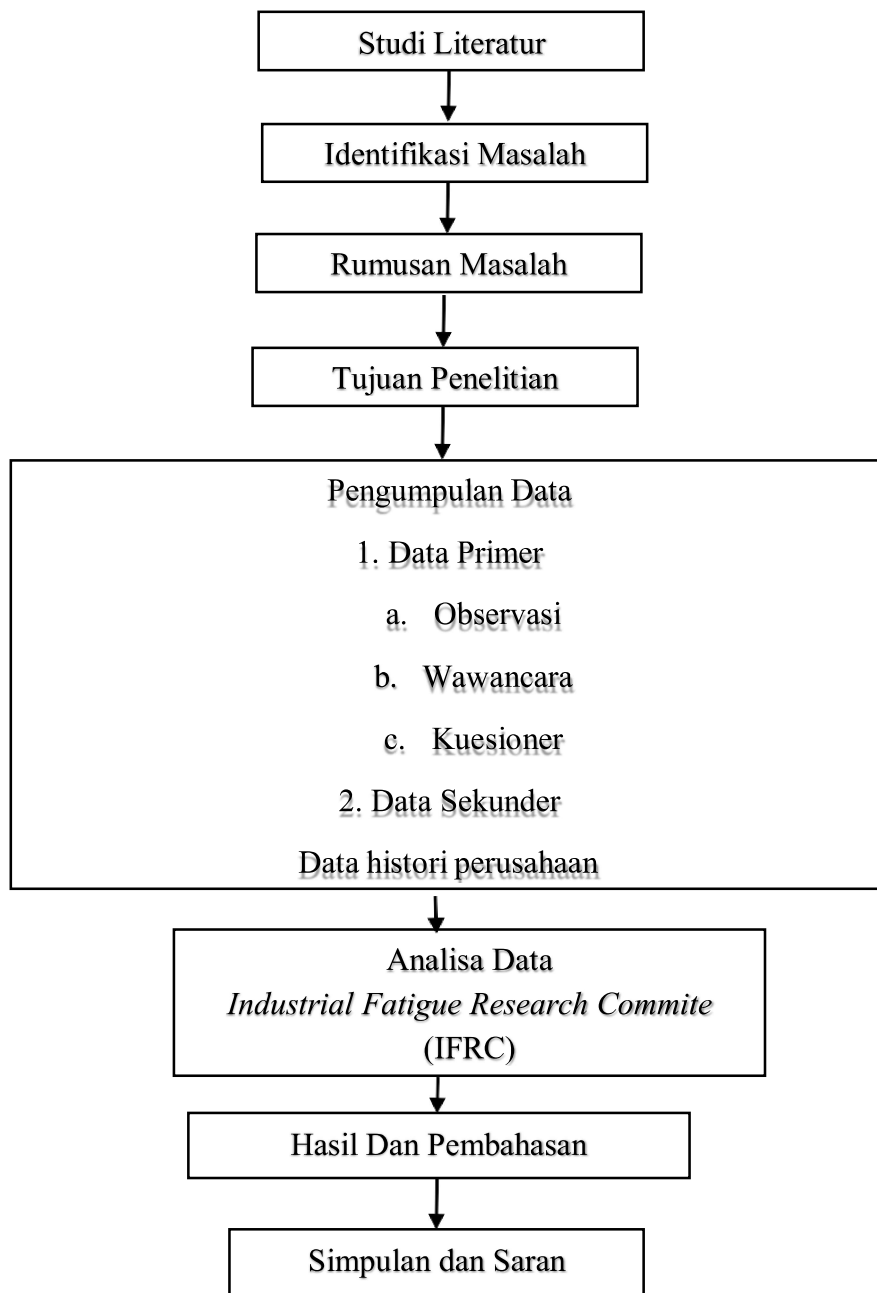 Studi Literatur
Identifikasi Masalah
Rumusan Masalah
Tujuan Penelitian
Pengumpulan Data
1. Data Primer
a. Observasi
b. Wawancara
c. Kuesioner
2. Data Sekunder
Data histori perusahaan
Analisa Data
Industrial Fatigue Research Commite
(IFRC)
Hasil Dan Pembahasan
Simpulan dan Saran